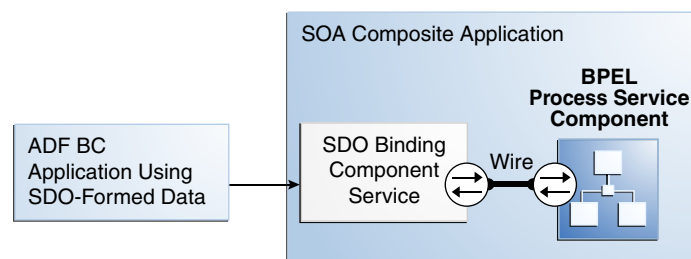 SOA Composite Application
ADF BC
Application Using
SDO-Formed Data
SDO Binding
Component
Service
Wire
BPEL
Process Service
Component